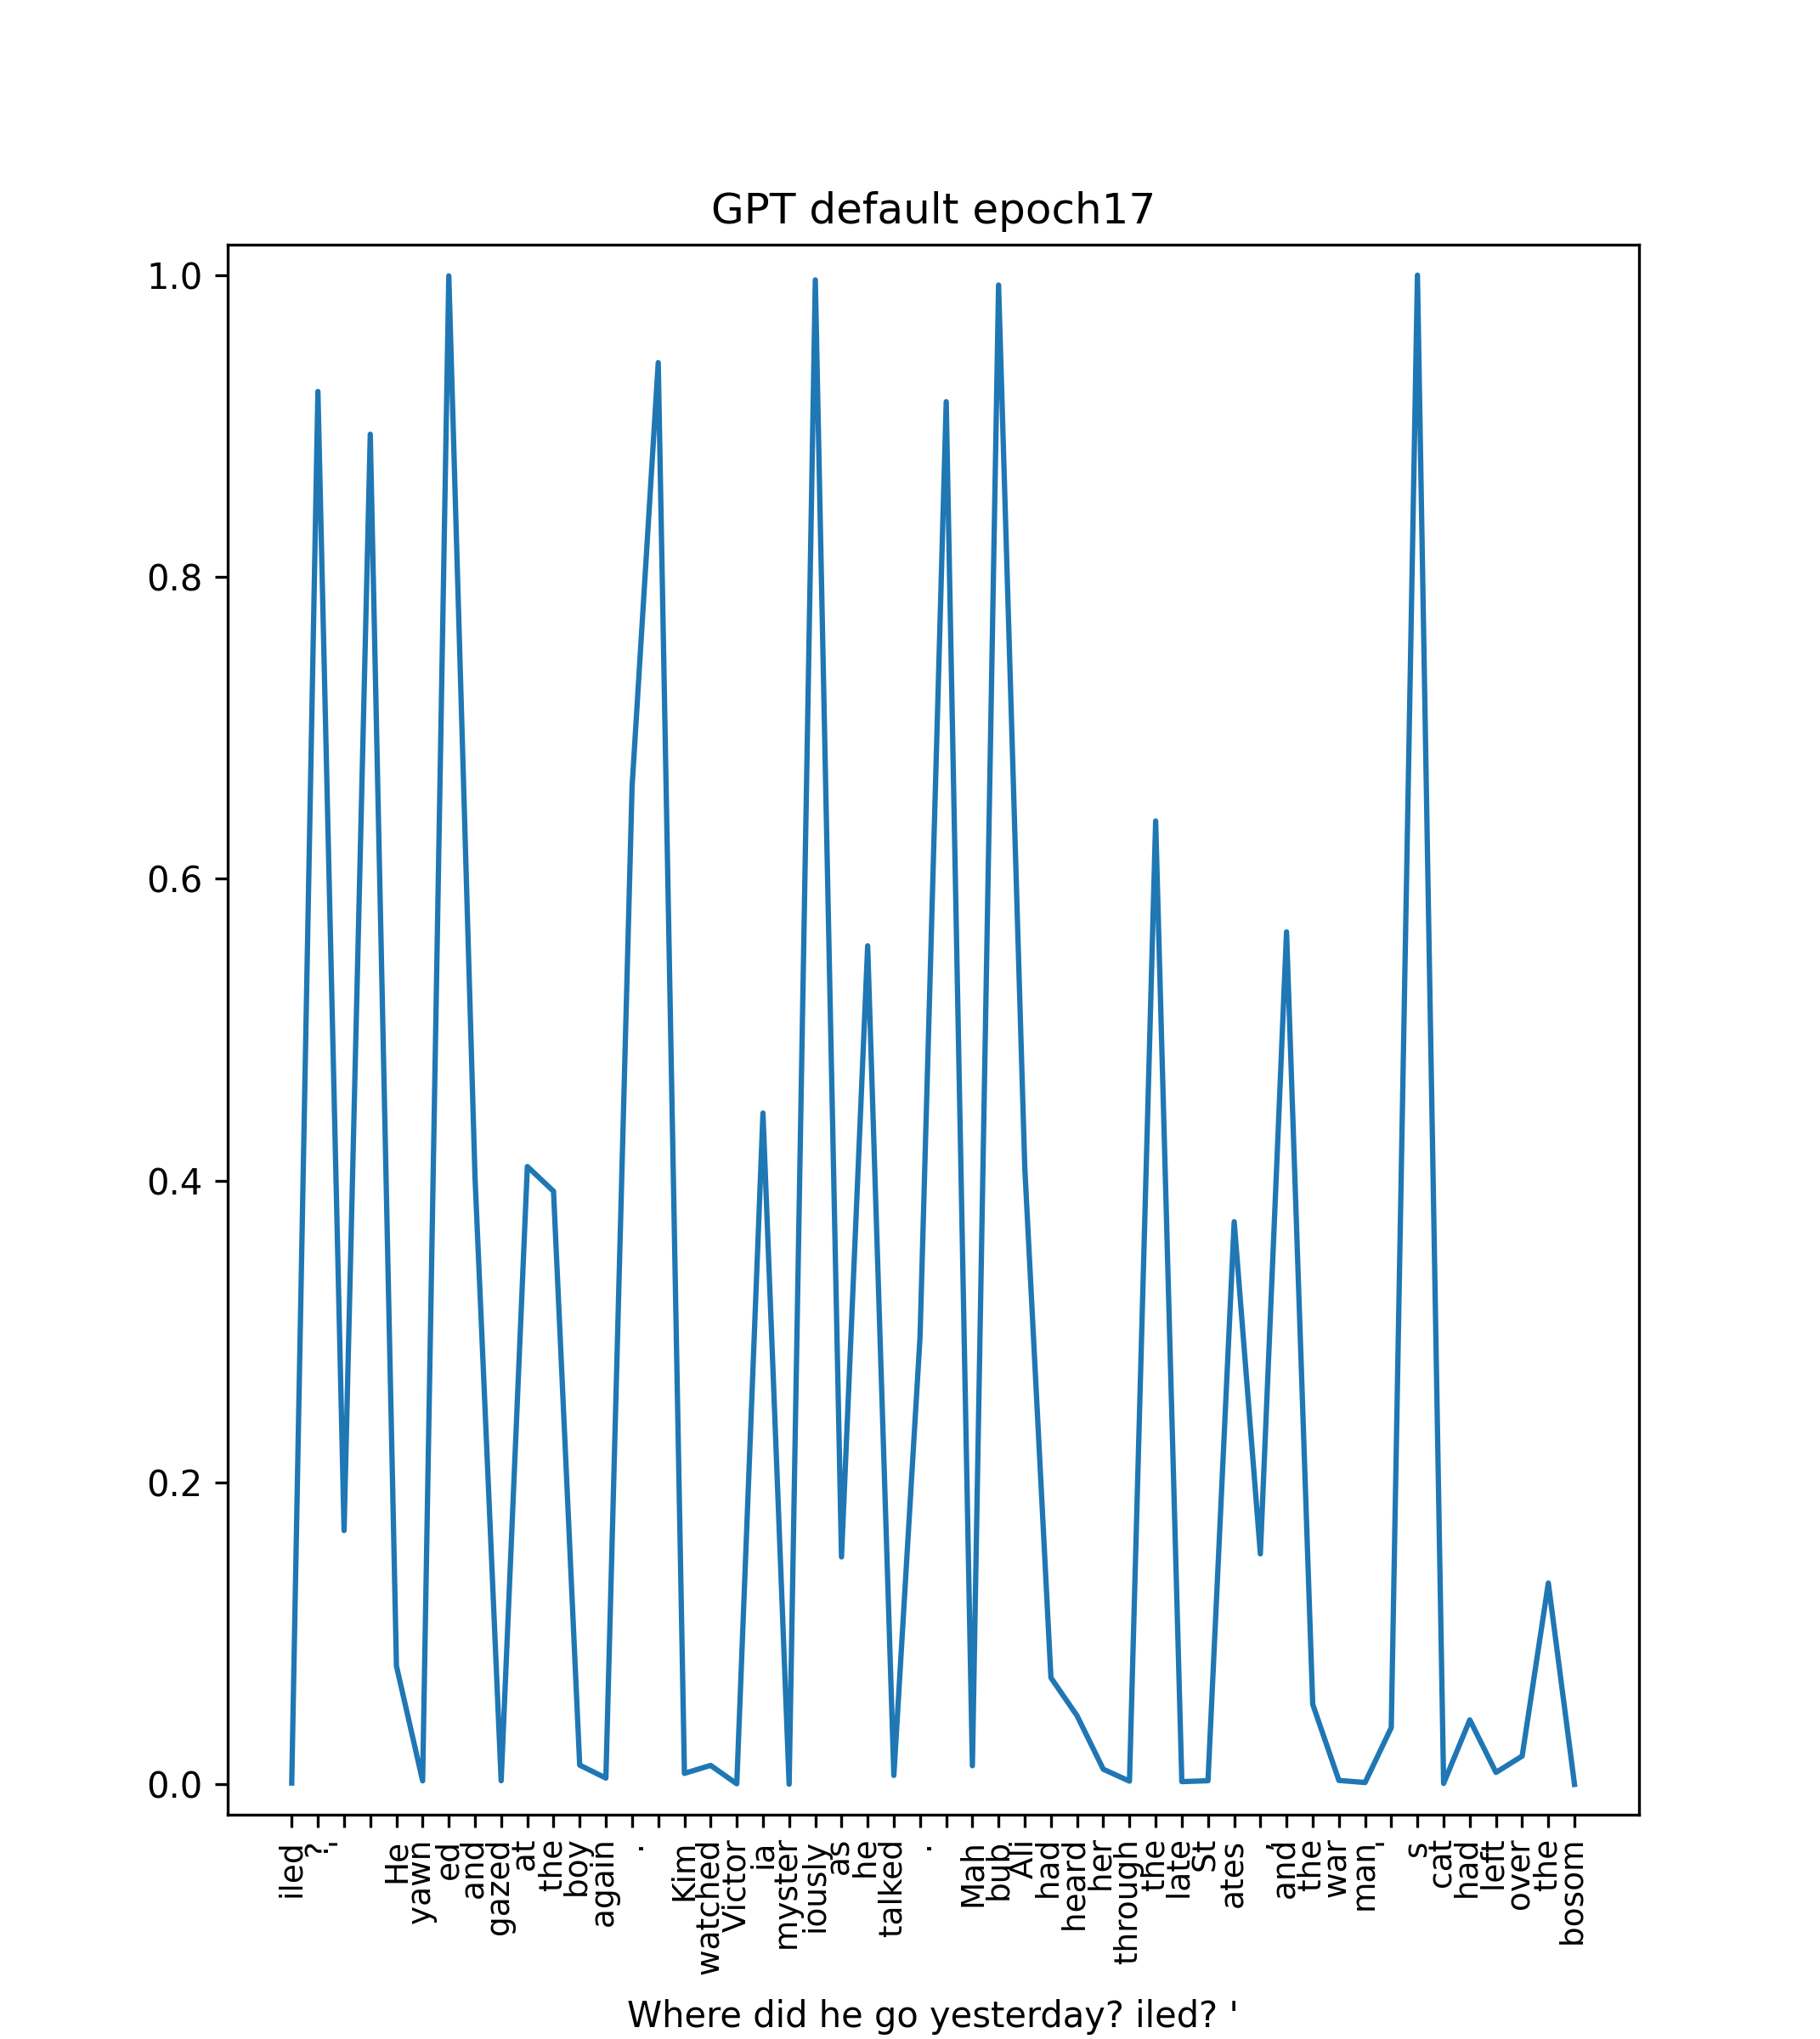 GPT default epoch17
1.0
0.8
0.6
0.4
0.2
0.0
iled
?
'
He
yawn
ed
and
gazed
at
the
boy
again
.
Kim
watched
Victor
ia
myster
iously
as
he
talked
.
Mah
bub
Ali
had
heard
her
through
the
late
St
ates
,
and
the
war
man
'
s
cat
had
left
over
the
bosom
Where did he go yesterday? iled? '